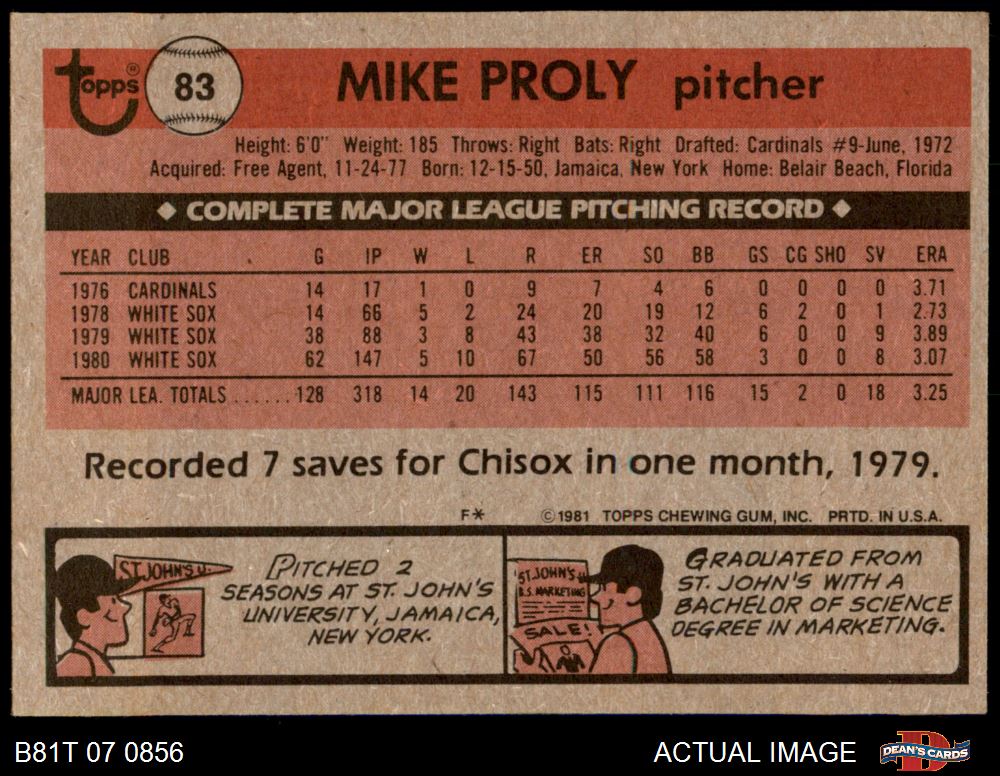 Topps® 83 MIKE PROLY pitcher
Height: 6'0" Weight: 185 Throws: Right Bats: Right Drafted: Cardinals #9-June, 1972
Acquired: Free Agent, 11-24-77 Born: 12-15-50, Jamaica, New York Home: Belair Beach, Florida
◆ COMPLETE MAJOR LEAGUE PITCHING RECORD ◆
YEAR CLUB G IP W L R ER SO BB GS CG SHO SV ERA
1976 CARDINALS 14 17 1 0 9 7 4 6 0 0 0 0 3.71
1978 WHITE SOX 14 66 5 2 24 20 19 12 6 2 0 1 2.73
1979 WHITE SOX 38 88 3 8 43 38 32 40 6 0 0 9 3.89
1980 WHITE SOX 62 147 5 10 67 50 56 58 3 0 0 8 3.07
MAJOR LEA. TOTALS ......128 318 14 20 143 115 111 116 15 2 0 18 3.25
Recorded 7 saves for Chisox in one month, 1979.
F* ©1981 TOPPS CHEWING GUM, INC. PRTD. IN U.S.A.
ST. JOHN'S U.
PITCHED 2
SEASONS AT ST. JOHN'S
UNIVERSITY, JAMAICA,
NEW YORK.
ST. JOHN'S U
B.S. MARKETING
SALE!
GRADUATED FROM
ST. JOHN'S WITH A
BACHELOR OF SCIENCE
DEGREE IN MARKETING.
B81T 07 0856 ACTUAL IMAGE DEAN'S CARDS